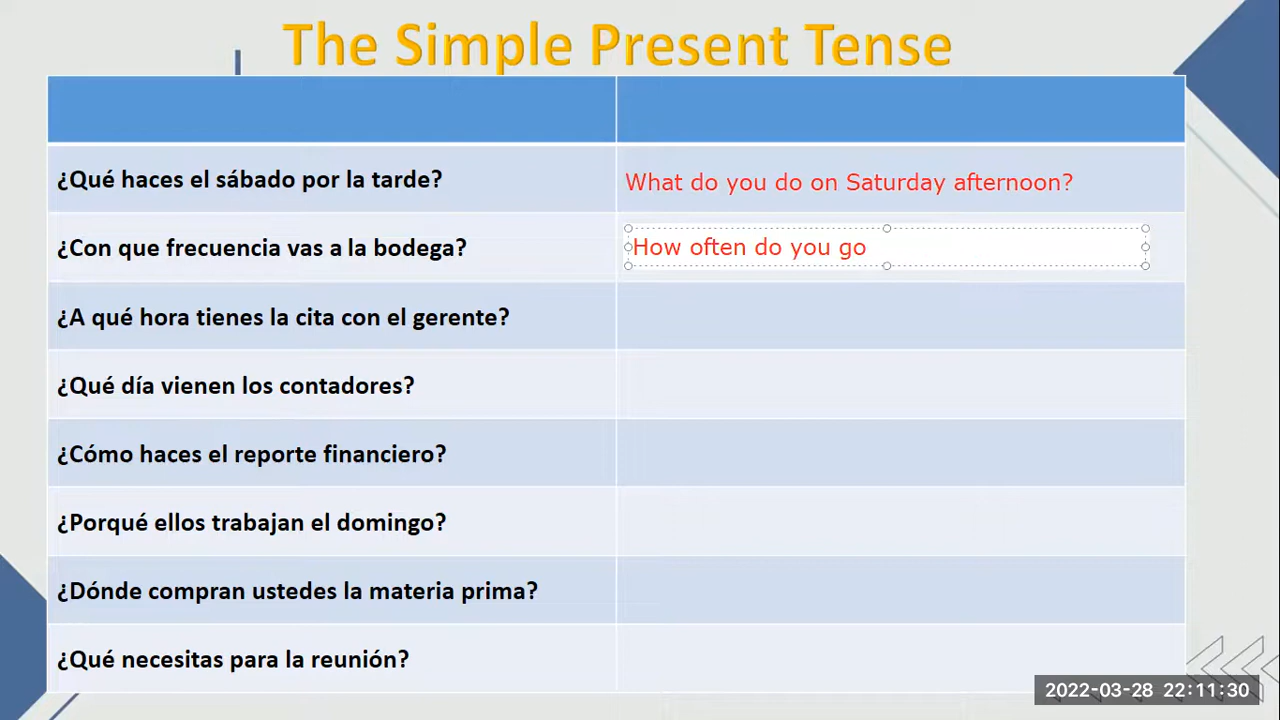 The Simple Present Tense
¿Qué haces el sábado por la tarde?
What do you do on Saturday afternoon?
¿Con que frecuencia vas a la bodega?
How often do you go
¿A qué hora tienes la cita con el gerente?
¿Qué día vienen los contadores?
¿Cómo haces el reporte financiero?
¿Porqué ellos trabajan el domingo?
¿Dónde compran ustedes la materia prima?
¿Qué necesitas para la reunión?
2022-03-28 22:11:30